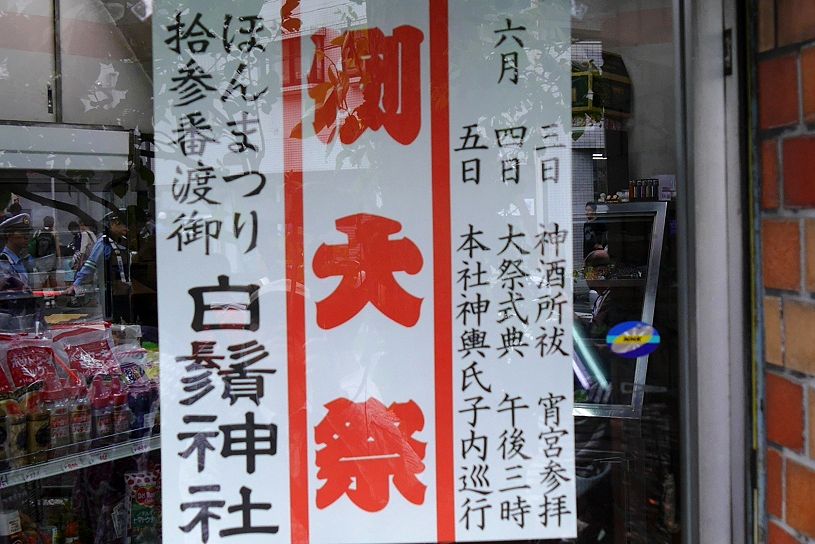 六月
三日 神酒所祓 宵宮参拝
四日 大祭式典 午後三時
五日 本社神輿氏子内巡行
例大祭
ほんまつり
拾参番渡御
白鬚神社